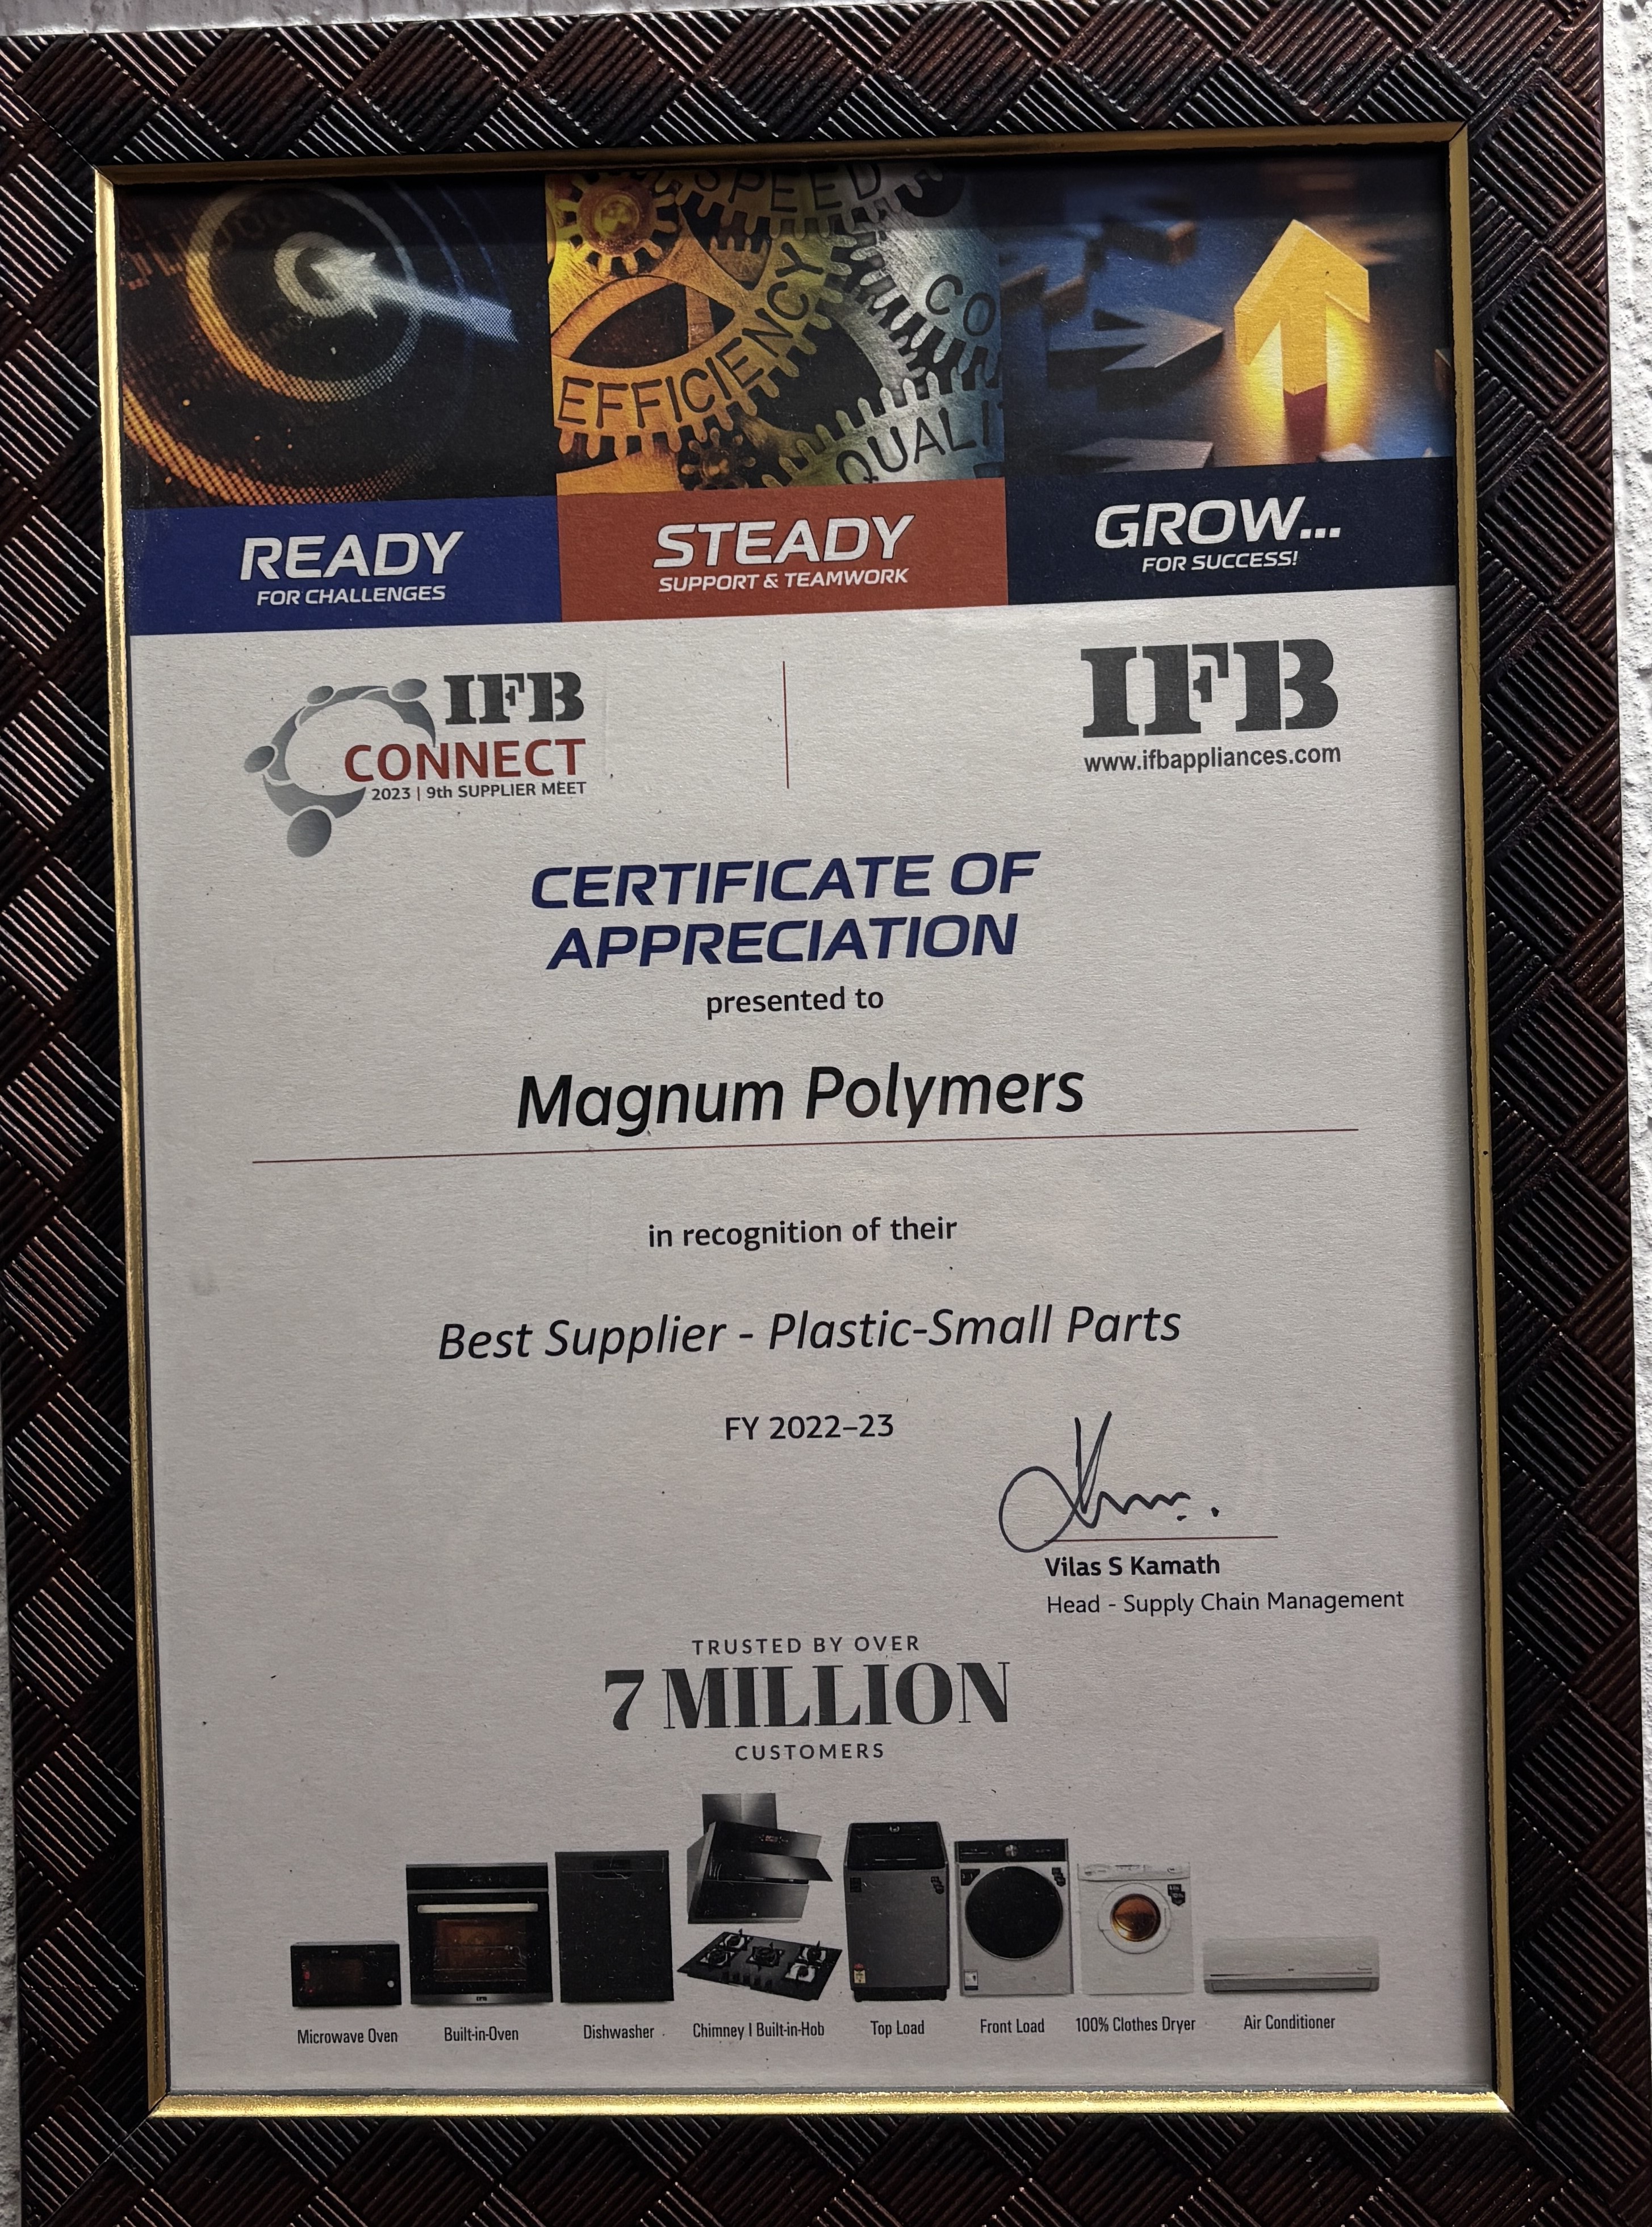 SPEED
EFFICIENCY
CO
QUALI
READY
FOR CHALLENGES
STEADY
SUPPORT & TEAMWORK
GROW...
FOR SUCCESS!
IFB
CONNECT
2023 | 9th SUPPLIER MEET
IFB
www.ifbappliances.com
CERTIFICATE OF
APPRECIATION
presented to
Magnum Polymers
in recognition of their
Best Supplier - Plastic-Small Parts
FY 2022–23
Vilas S Kamath
Head - Supply Chain Management
TRUSTED BY OVER
7 MILLION
CUSTOMERS
Microwave Oven
Built-in-Oven
Dishwasher
Chimney | Built-in-Hob
Top Load
Front Load
100% Clothes Dryer
Air Conditioner